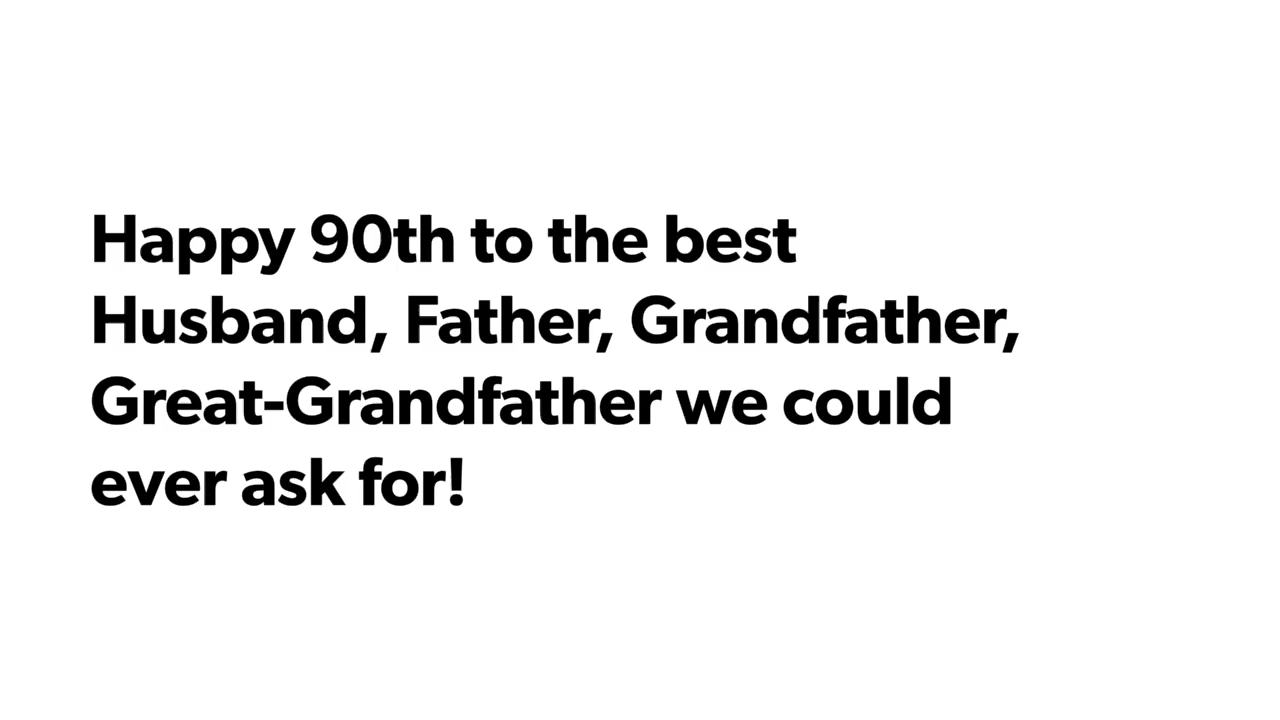 Happy 90th to the best
Husband, Father, Grandfather,
Great-Grandfather we could
ever ask for!